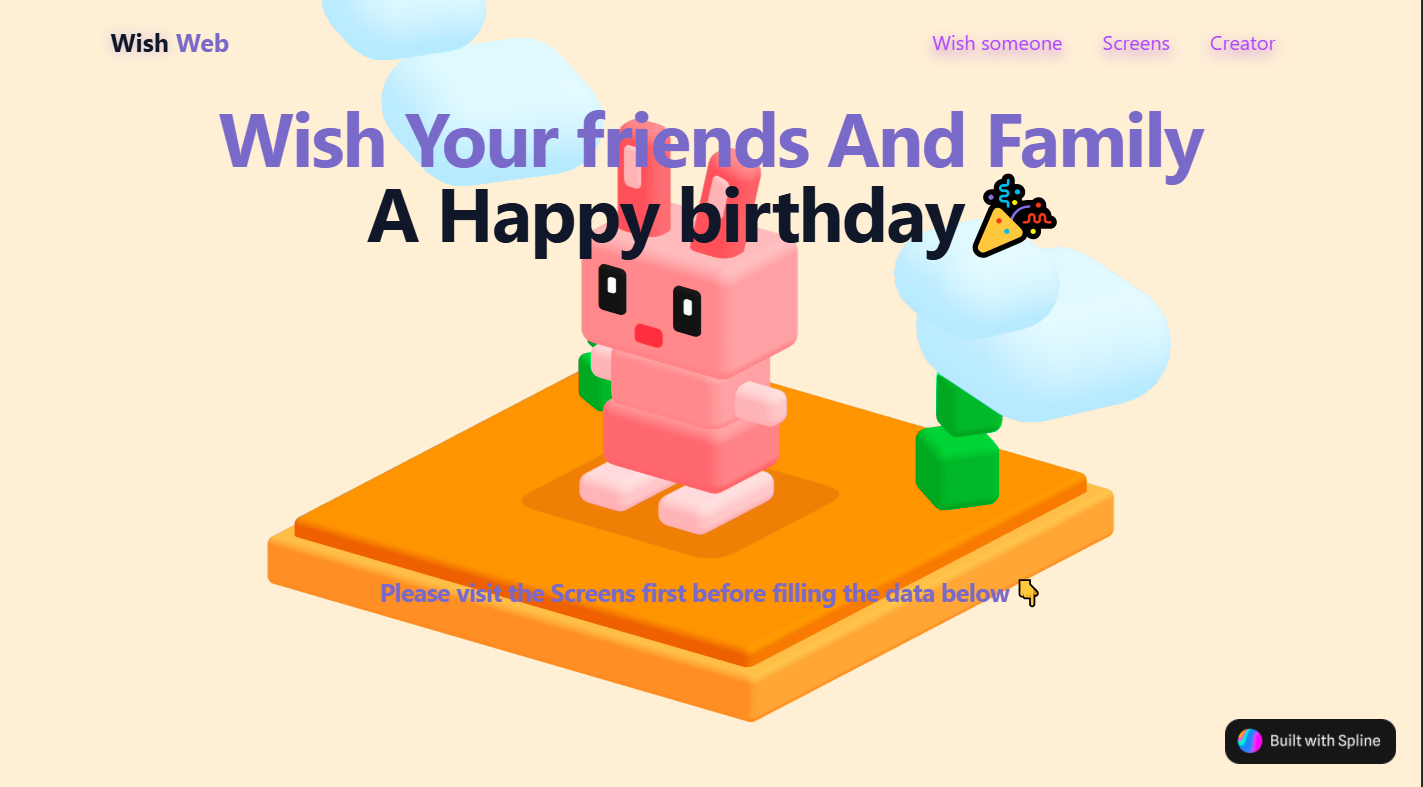 Wish Web
Wish someone Screens Creator
Wish Your friends And Family
A Happy birthday🎉
Please visit the Screens first before filling the data below 👇
Built with Spline